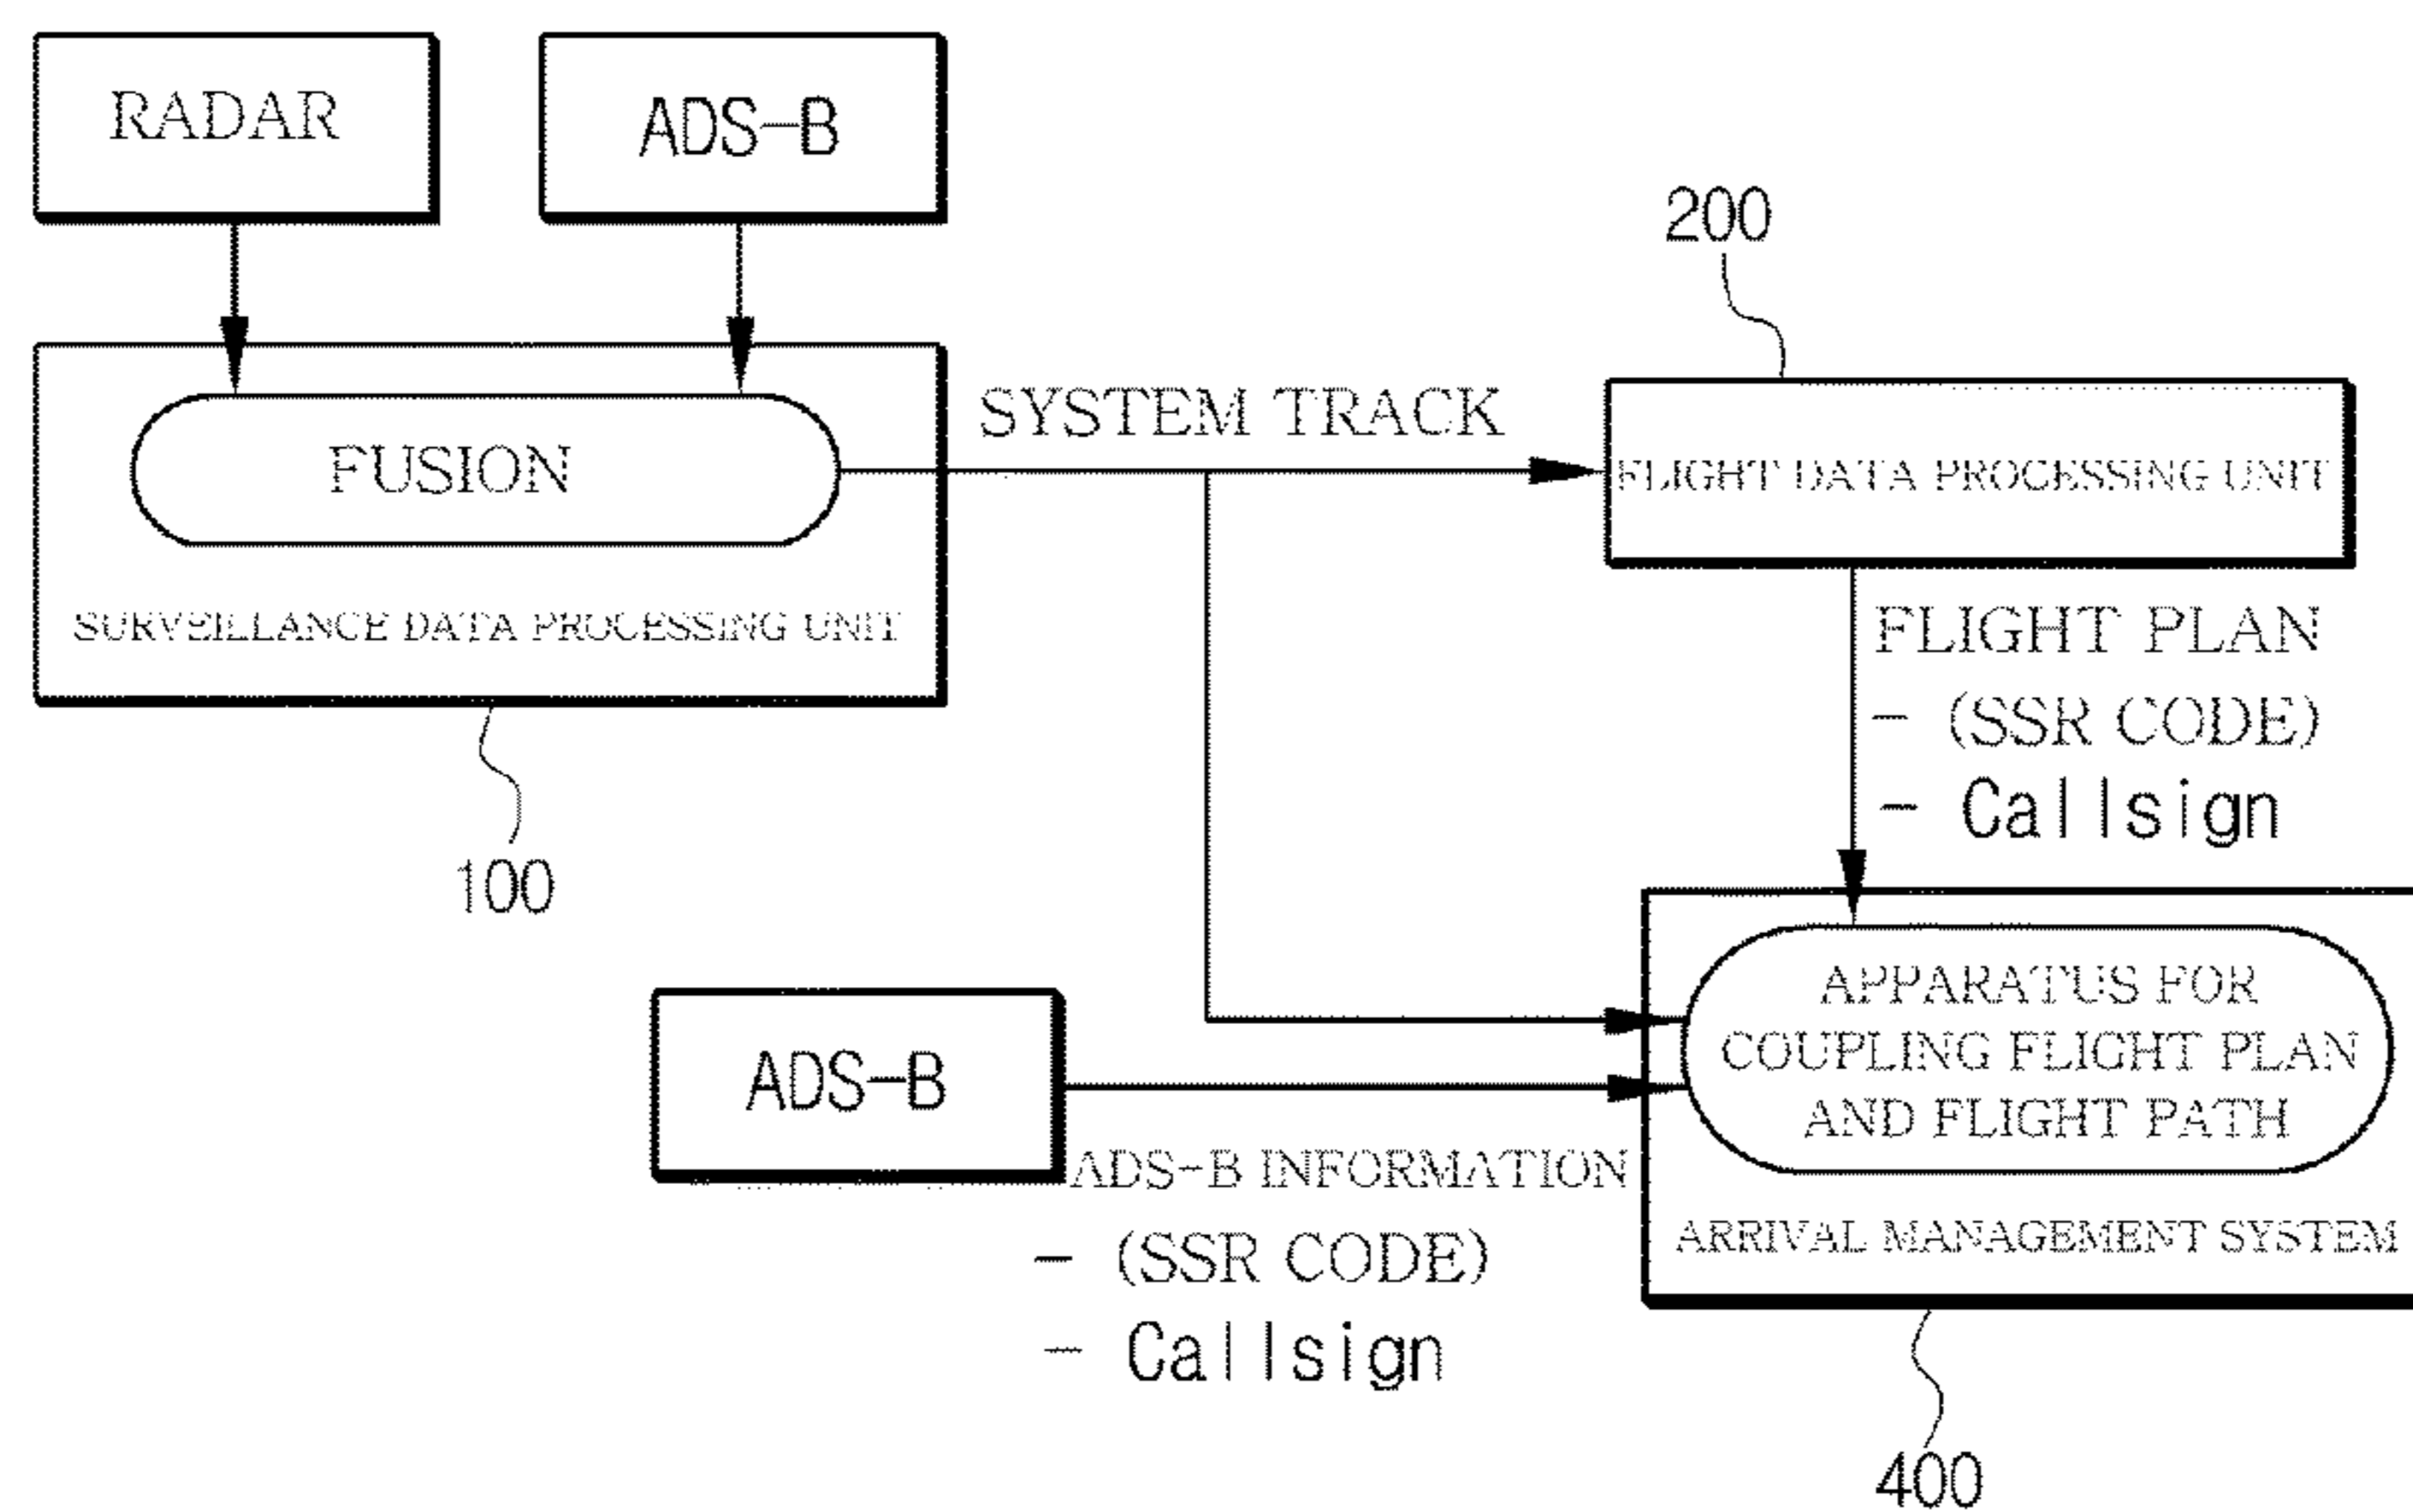 RADAR
ADS-B
200
FUSION
SYSTEM TRACK
FLIGHT DATA PROCESSING UNIT
SURVEILLANCE DATA PROCESSING UNIT
100
FLIGHT PLAN
- (SSR CODE)
- Callsign
ADS-B
ADS-B INFORMATION
- (SSR CODE)
- Callsign
APPARATUS FOR
COUPLING FLIGHT PLAN
AND FLIGHT PATH
ARRIVAL MANAGEMENT SYSTEM
400